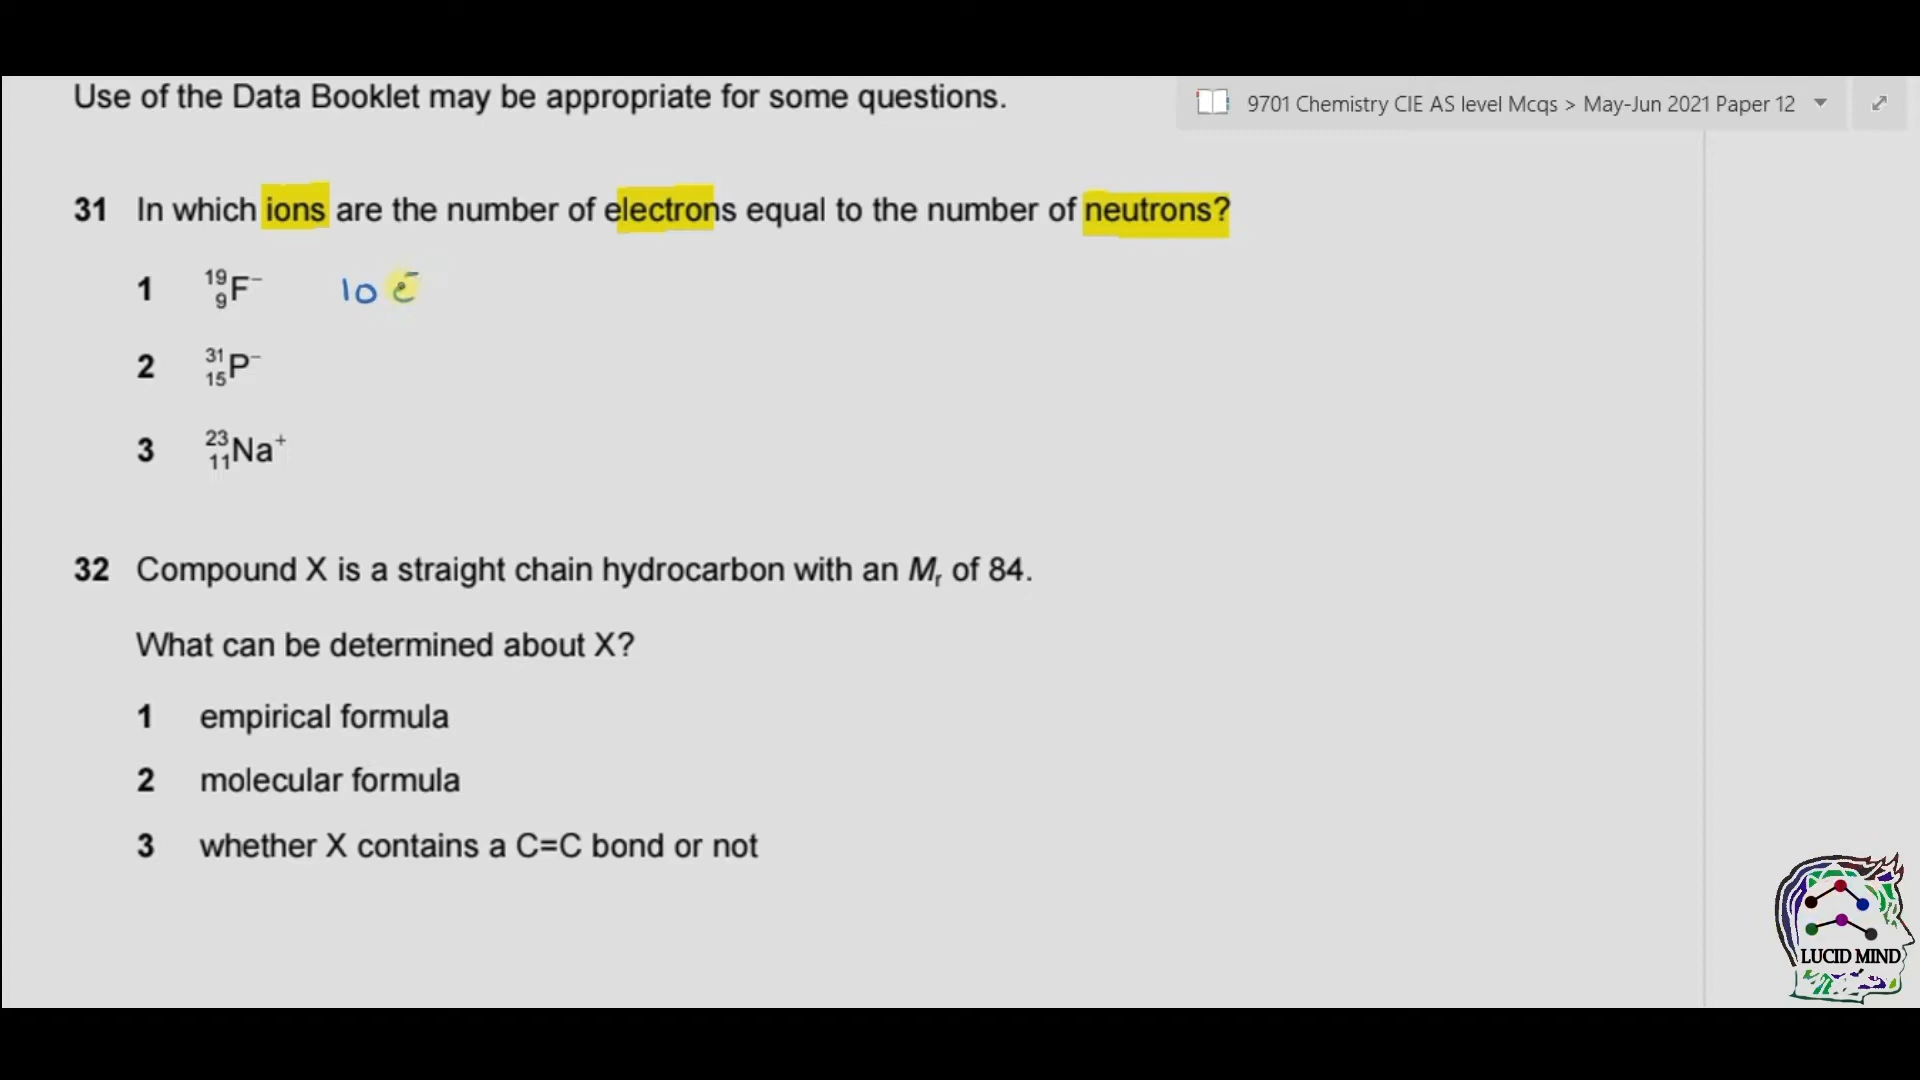 Use of the Data Booklet may be appropriate for some questions.
9701 Chemistry CIE AS level Mcqs > May-Jun 2021 Paper 12
31 In which ions are the number of electrons equal to the number of neutrons?
1 ¹⁹₉F⁻ 10 e⁻
2 ³¹₁₅P⁻
3 ²³₁₁Na⁺
32 Compound X is a straight chain hydrocarbon with an Mᵣ of 84.
What can be determined about X?
1 empirical formula
2 molecular formula
3 whether X contains a C=C bond or not
LUCID MIND